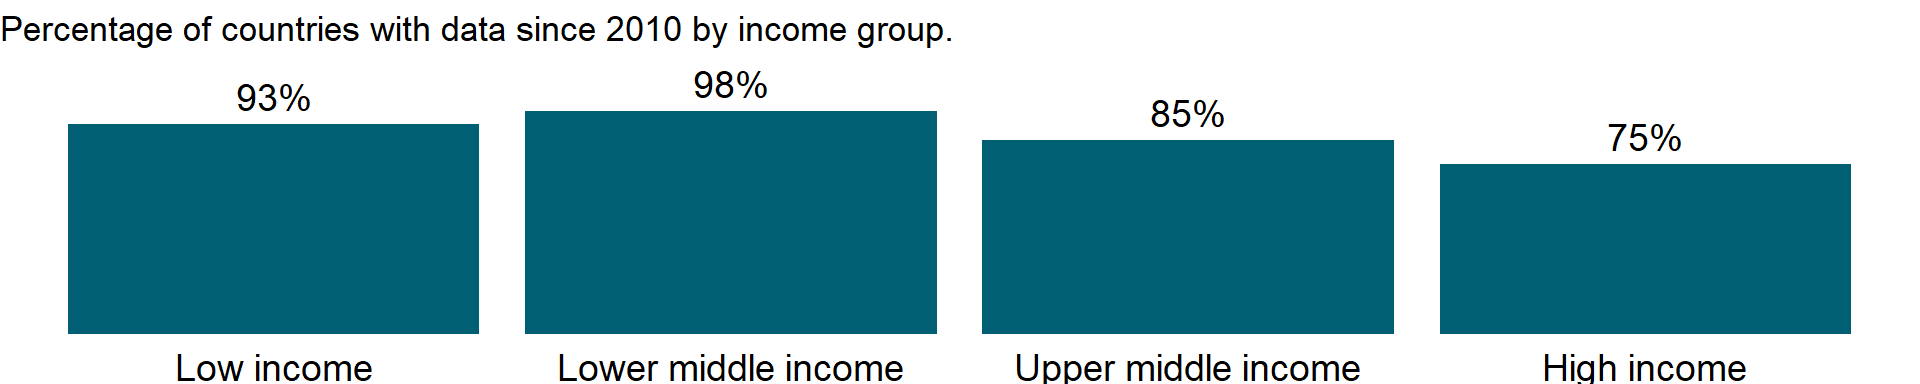 Percentage of countries with data since 2010 by income group.
93%
98%
85%
75%
Low income
Lower middle income
Upper middle income
High income